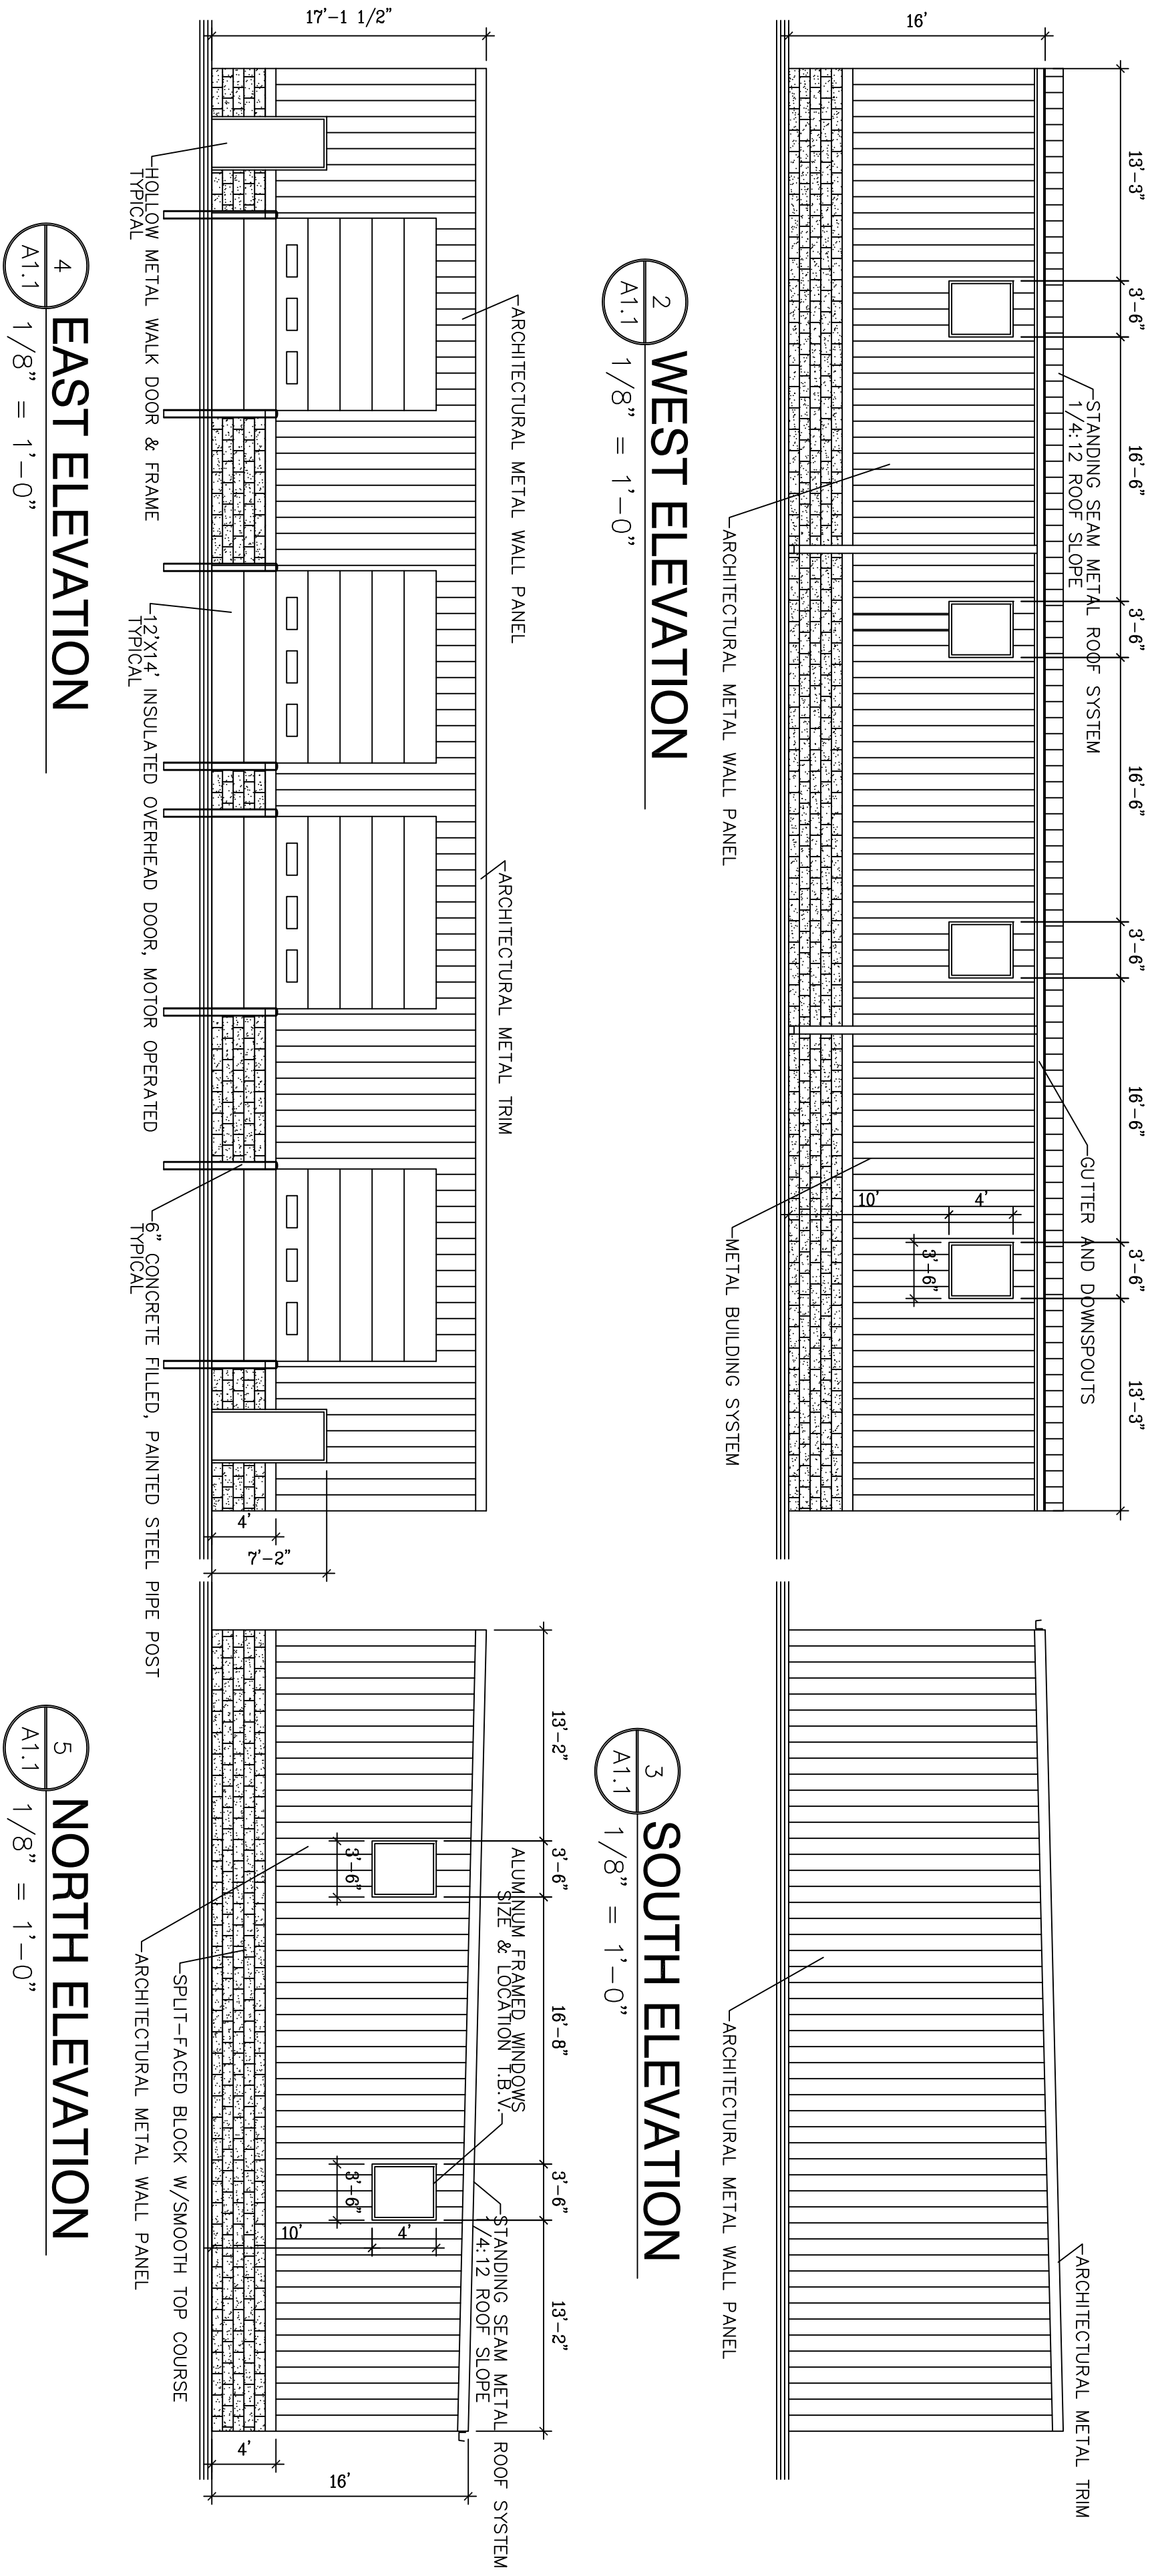 13'-3"
3'-6"
16'-6"
3'-6"
16'-6"
3'-6"
16'-6"
3'-6"
13'-3"
16'
STANDING SEAM METAL ROOF SYSTEM
1/4:12 ROOF SLOPE
GUTTER AND DOWNSPOUTS
10'
4'
3'-6"
ARCHITECTURAL METAL WALL PANEL
METAL BUILDING SYSTEM
2
A1.1
WEST ELEVATION
1/8" = 1'-0"
ARCHITECTURAL METAL TRIM
ARCHITECTURAL METAL WALL PANEL
3
A1.1
SOUTH ELEVATION
1/8" = 1'-0"
17'-1 1/2"
ARCHITECTURAL METAL WALL PANEL
ARCHITECTURAL METAL TRIM
4'
7'-2"
HOLLOW METAL WALK DOOR & FRAME
TYPICAL
12'X14' INSULATED OVERHEAD DOOR, MOTOR OPERATED
TYPICAL
6" CONCRETE FILLED, PAINTED STEEL PIPE POST
TYPICAL
4
A1.1
EAST ELEVATION
1/8" = 1'-0"
13'-2"
3'-6"
16'-8"
3'-6"
13'-2"
ALUMINUM FRAMED WINDOWS
SIZE & LOCATION T.B.V.
STANDING SEAM METAL ROOF SYSTEM
1/4:12 ROOF SLOPE
3'-6"
3'-6"
10'
4'
4'
16'
SPLIT-FACED BLOCK W/SMOOTH TOP COURSE
ARCHITECTURAL METAL WALL PANEL
5
A1.1
NORTH ELEVATION
1/8" = 1'-0"